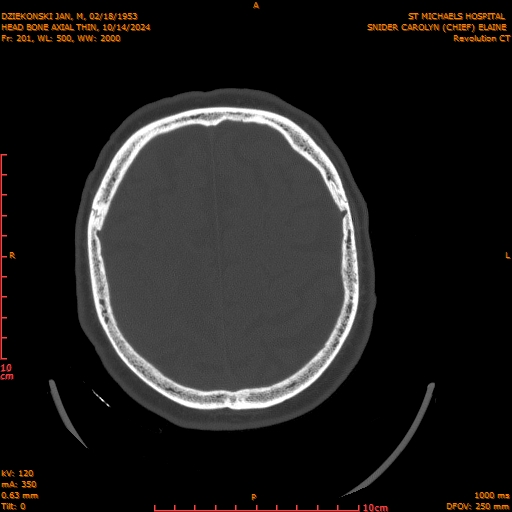 A
DZIEKONSKI JAN, M, 02/18/1953
HEAD BONE AXIAL THIN, 10/14/2024
Fr: 201, WL: 500, WW: 2000
ST MICHAELS HOSPITAL
SNIDER CAROLYN (CHIEF) ELAINE
Revolution CT
R
L
10
cm
kV: 120
mA: 350
0.63 mm
Tilt: 0
P
10cm
1000 ms
DFOV: 250 mm